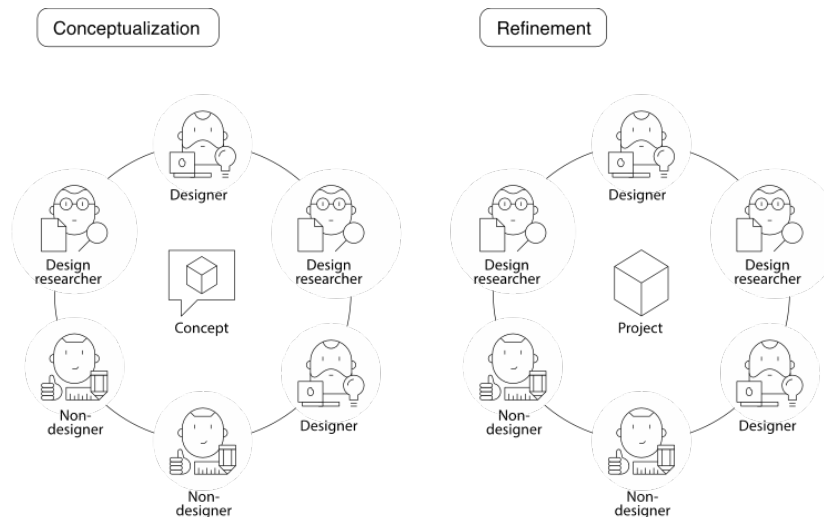 Conceptualization
Designer
Design
researcher
Design
researcher
Concept
Non-
designer
Designer
Non-
designer
Refinement
Designer
Design
researcher
Design
researcher
Project
Non-
designer
Designer
Non-
designer